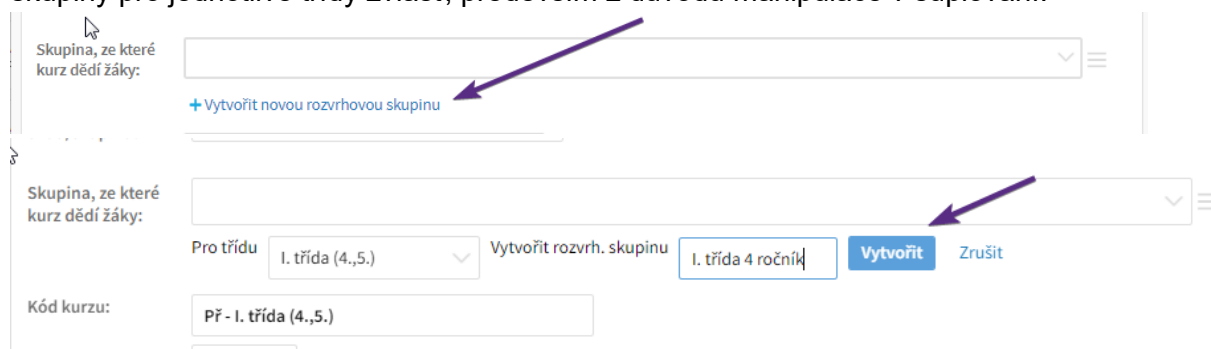 Skupina, ze které
kurz dědí žáky:
+Vytvořit novou rozvrhovou skupinu
Skupina, ze které
kurz dědí žáky:
Pro třídu I. třída (4.,5.) Vytvořit rozvrh. skupinu I. třída 4 ročník Vytvořit Zrušit
Kód kurzu: Př - I. třída (4.,5.)